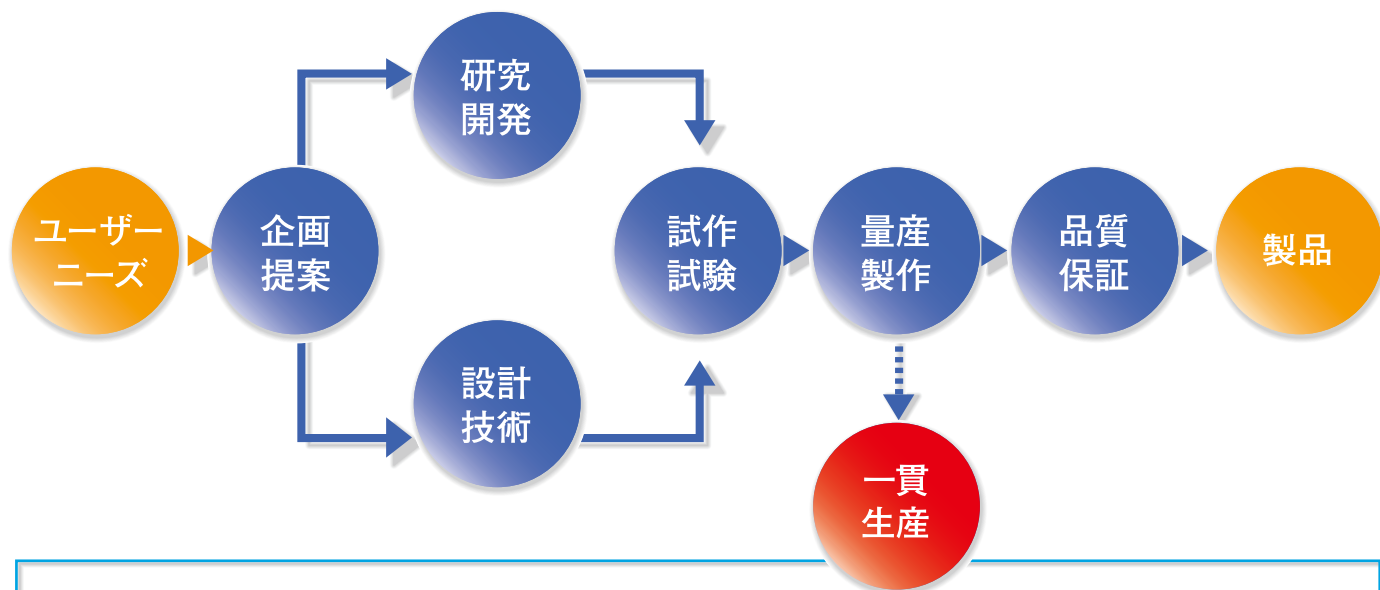 ユーザー
ニーズ
企画
提案
研究
開発
設計
技術
試作
試験
量産
製作
品質
保証
製品
一貫
生産